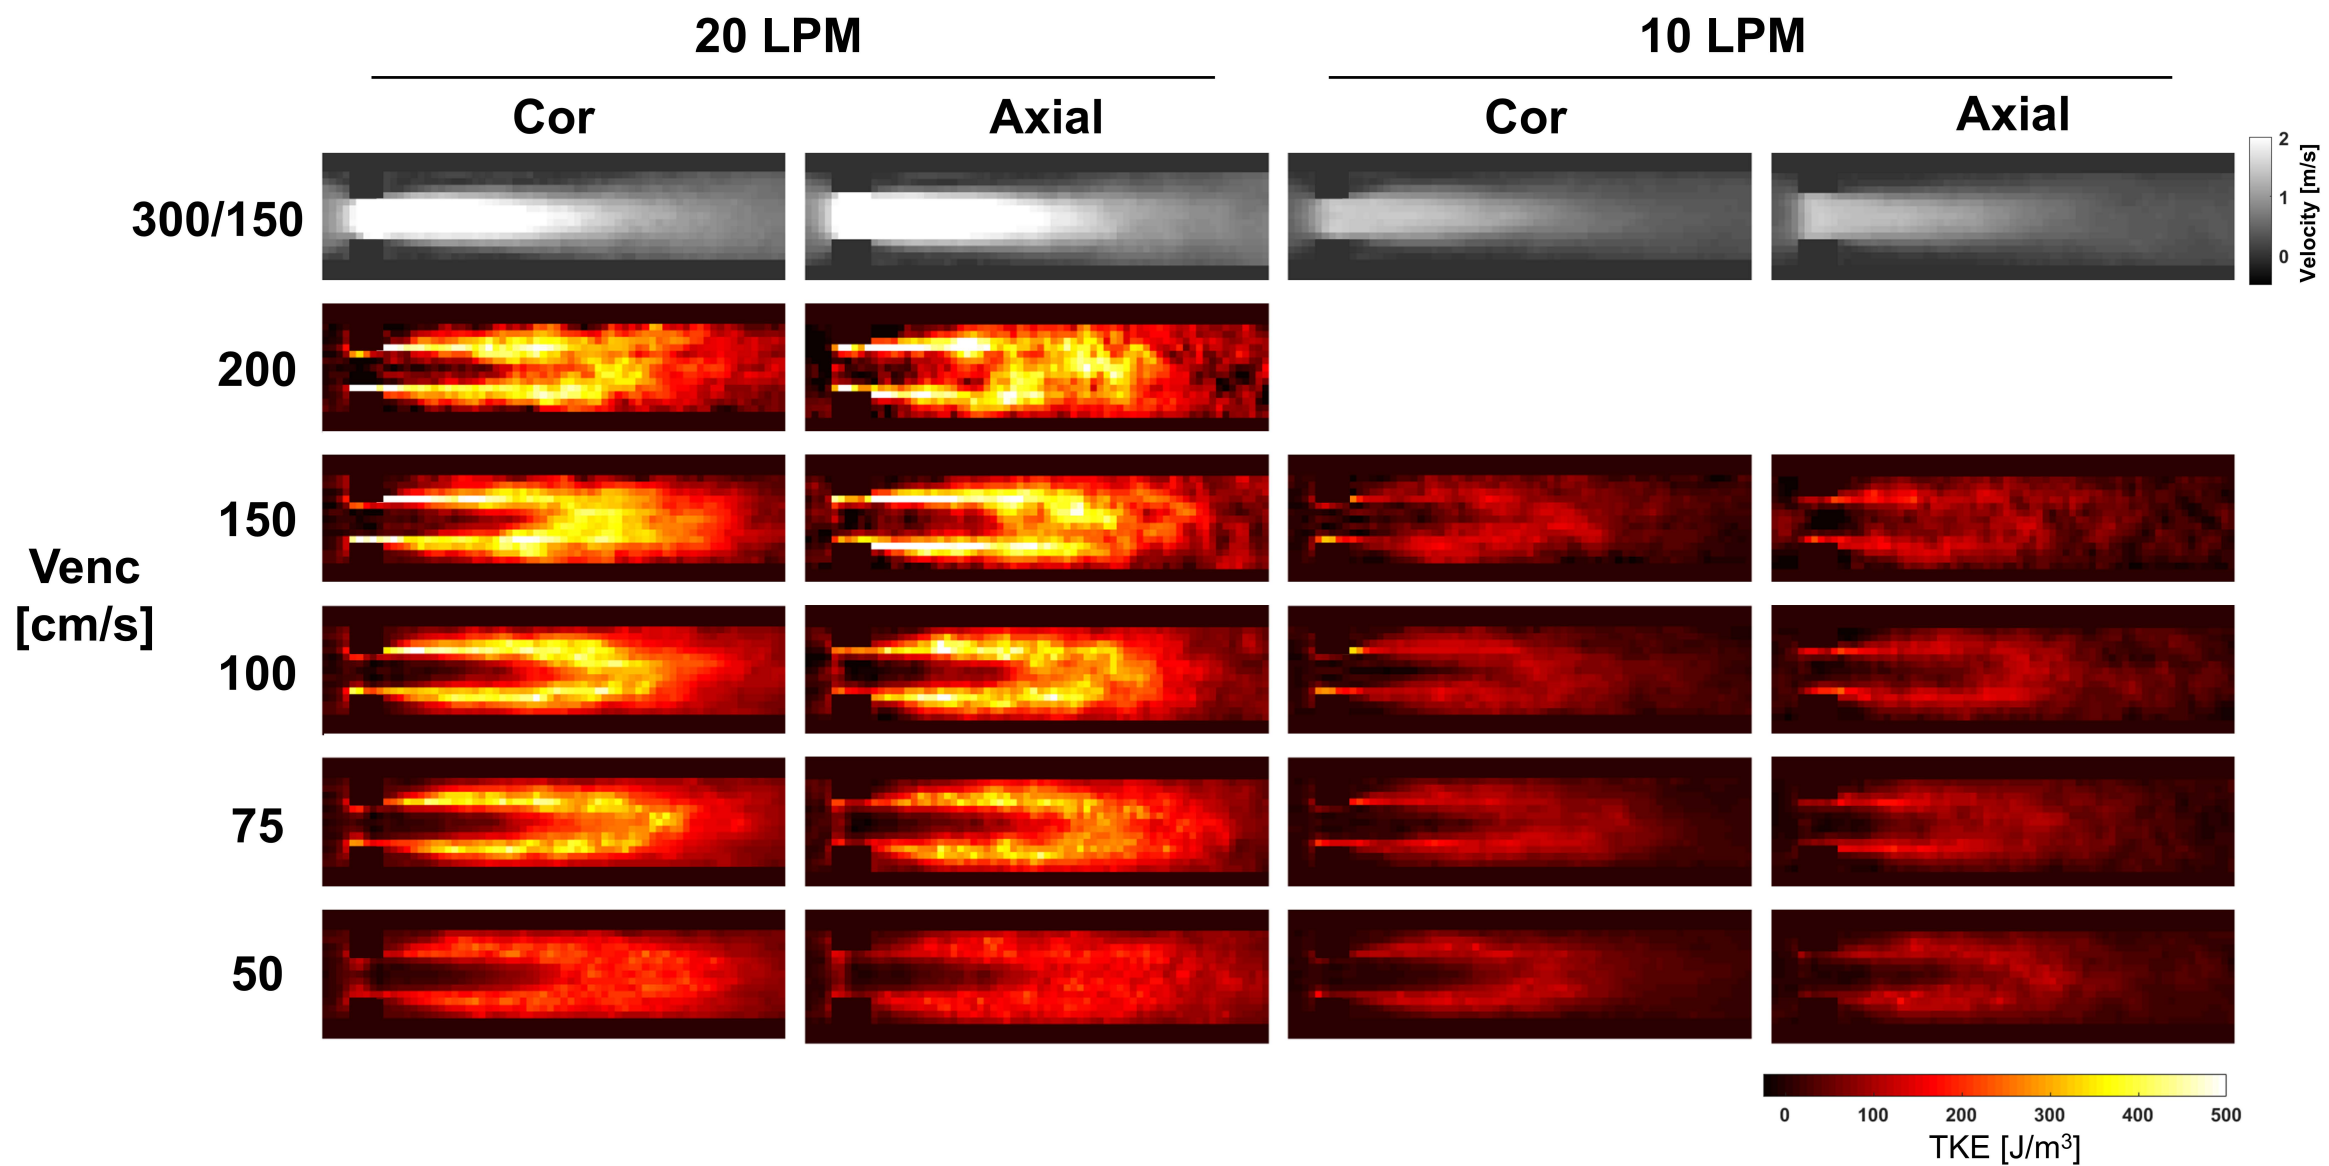 20 LPM
10 LPM
Cor
Axial
Cor
Axial
300/150
2
1
0
Velocity [m/s]
200
150
Venc
[cm/s]
100
75
50
0 100 200 300 400 500
TKE [J/m³]